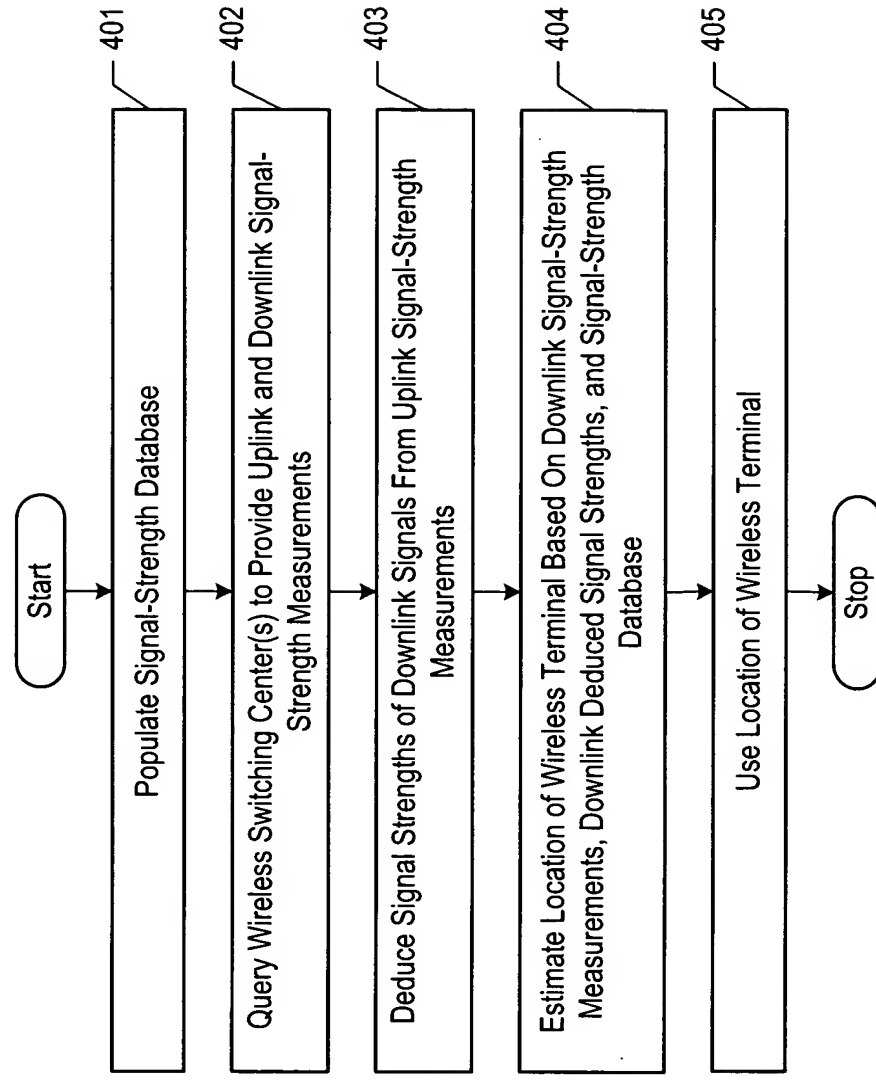 Start
401
Populate Signal-Strength Database
402
Query Wireless Switching Center(s) to Provide Uplink and Downlink Signal-
Strength Measurements
403
Deduce Signal Strengths of Downlink Signals From Uplink Signal-Strength
Measurements
404
Estimate Location of Wireless Terminal Based On Downlink Signal-Strength
Measurements, Downlink Deduced Signal Strengths, and Signal-Strength
Database
405
Use Location of Wireless Terminal
Stop